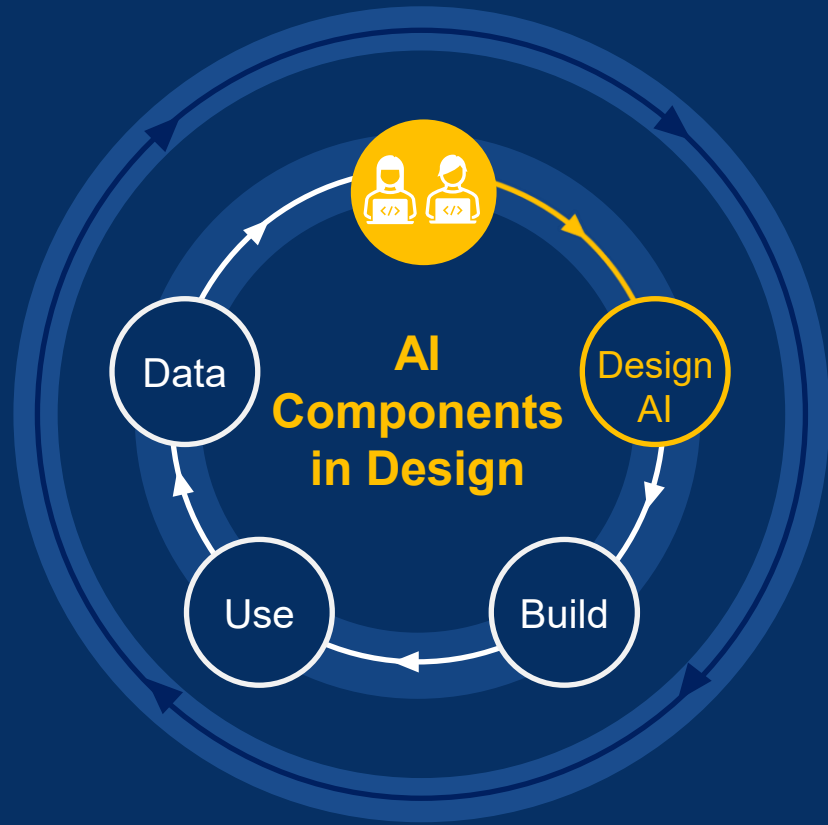 </> </>
AI
Components
in Design
Data
Design
AI
Use
Build